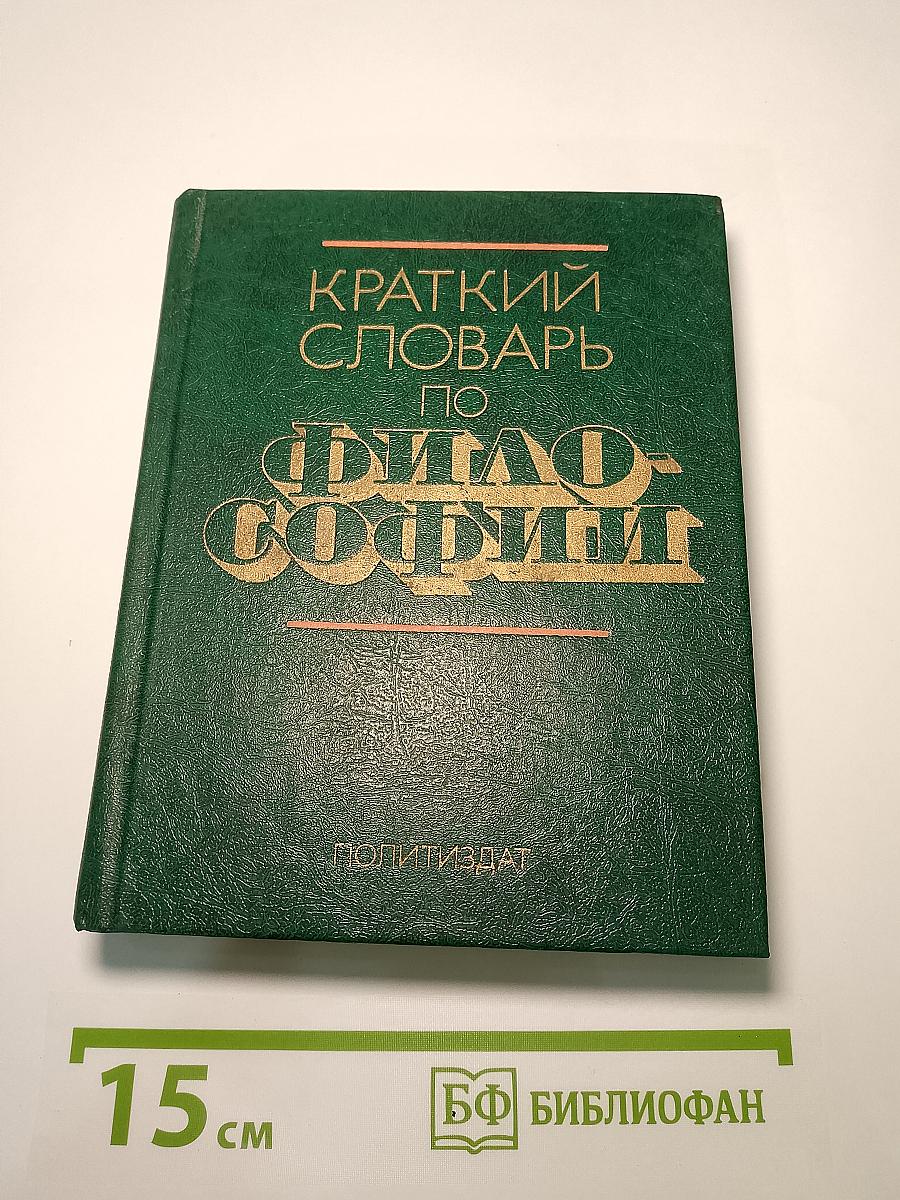 КРАТКИЙ
СЛОВАРЬ
ПО
ФИЛО-
СОФИИ
ПОЛИТИЗДАТ
15 см
БФ БИБЛИОФАН